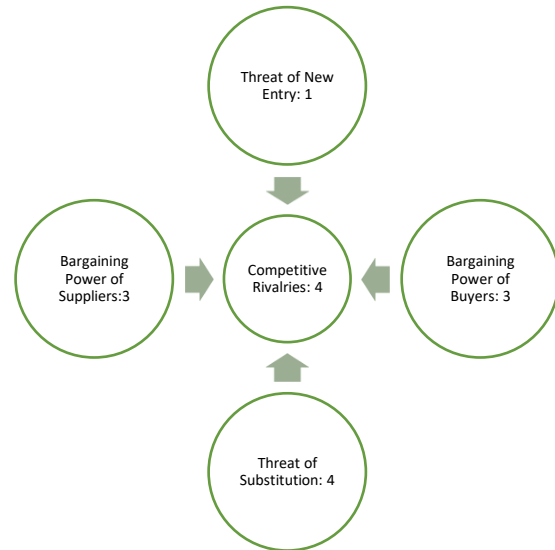 Threat of New
Entry: 1
Bargaining
Power of
Suppliers:3
Competitive
Rivalries: 4
Bargaining
Power of
Buyers: 3
Threat of
Substitution: 4